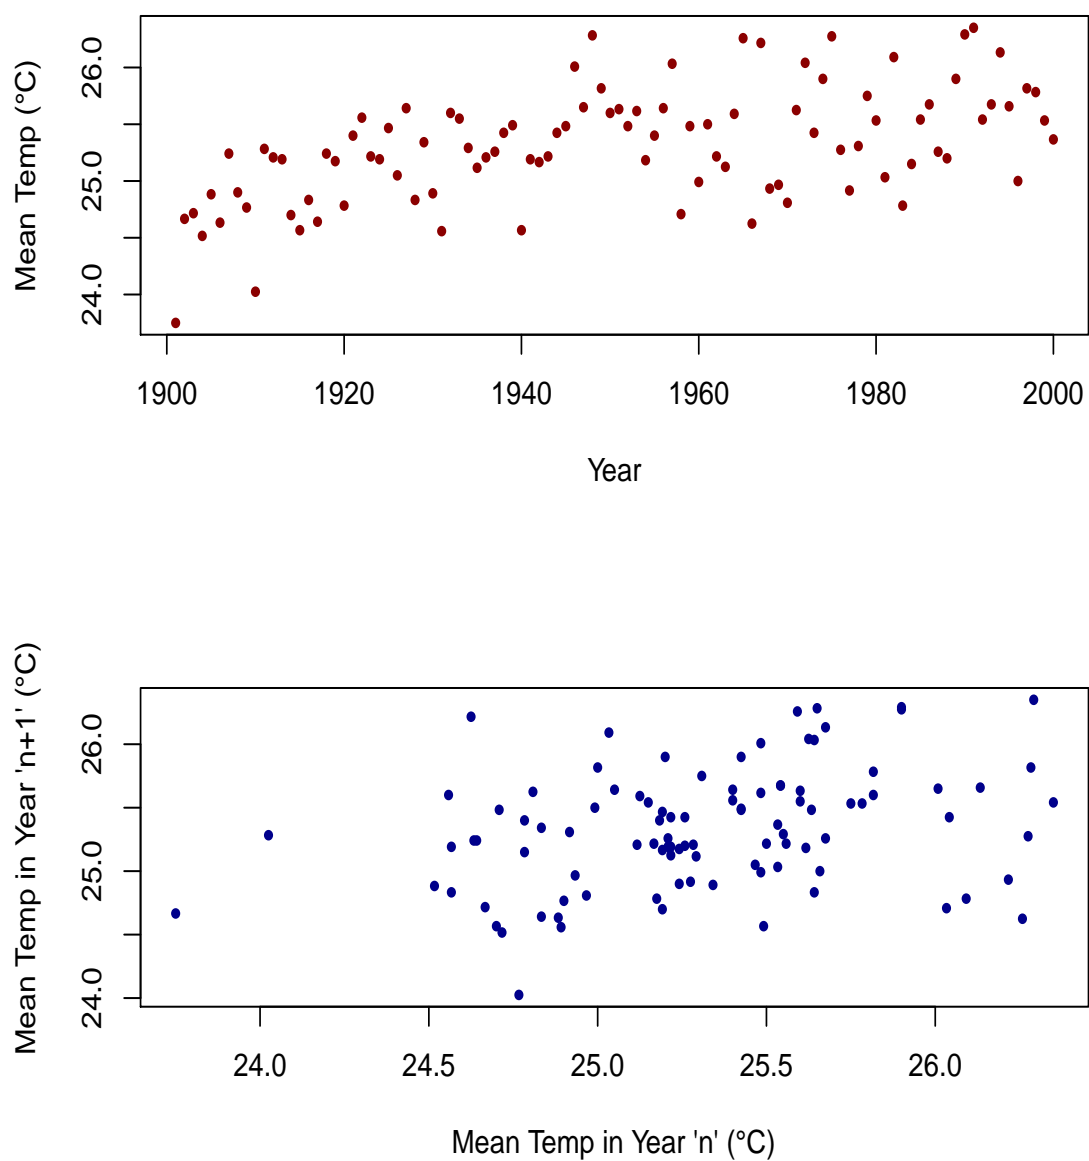 Mean Temp (°C)
26.0
25.0
24.0
1900 1920 1940 1960 1980 2000
Year
Mean Temp in Year 'n+1' (°C)
26.0
25.0
24.0
24.0 24.5 25.0 25.5 26.0
Mean Temp in Year 'n' (°C)